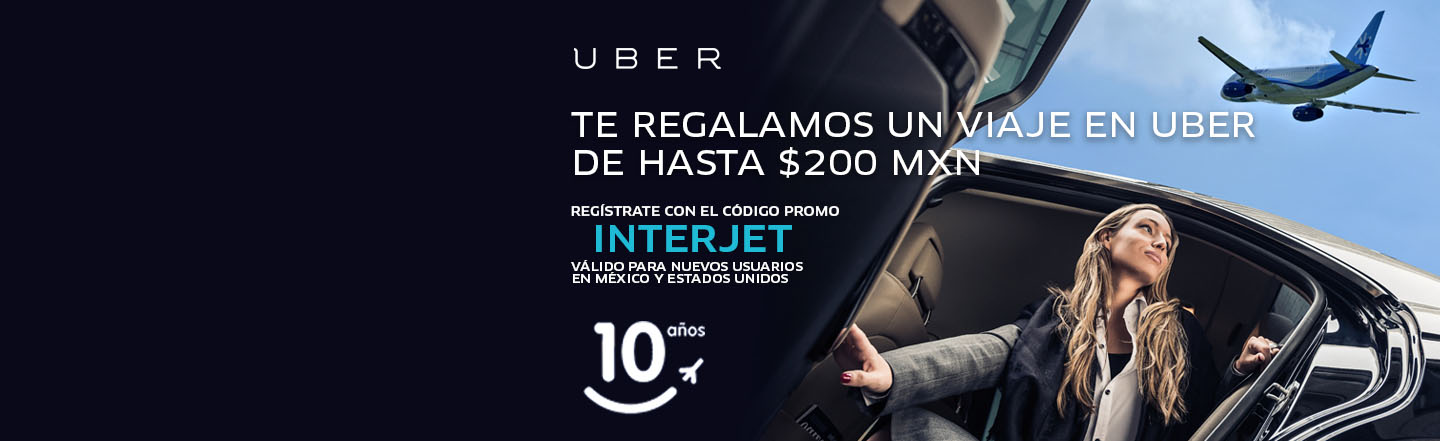 UBER
TE REGALAMOS UN VIAJE EN UBER
DE HASTA $200 MXN
REGÍSTRATE CON EL CÓDIGO PROMO
INTERJET
VÁLIDO PARA NUEVOS USUARIOS
EN MÉXICO Y ESTADOS UNIDOS
10 años